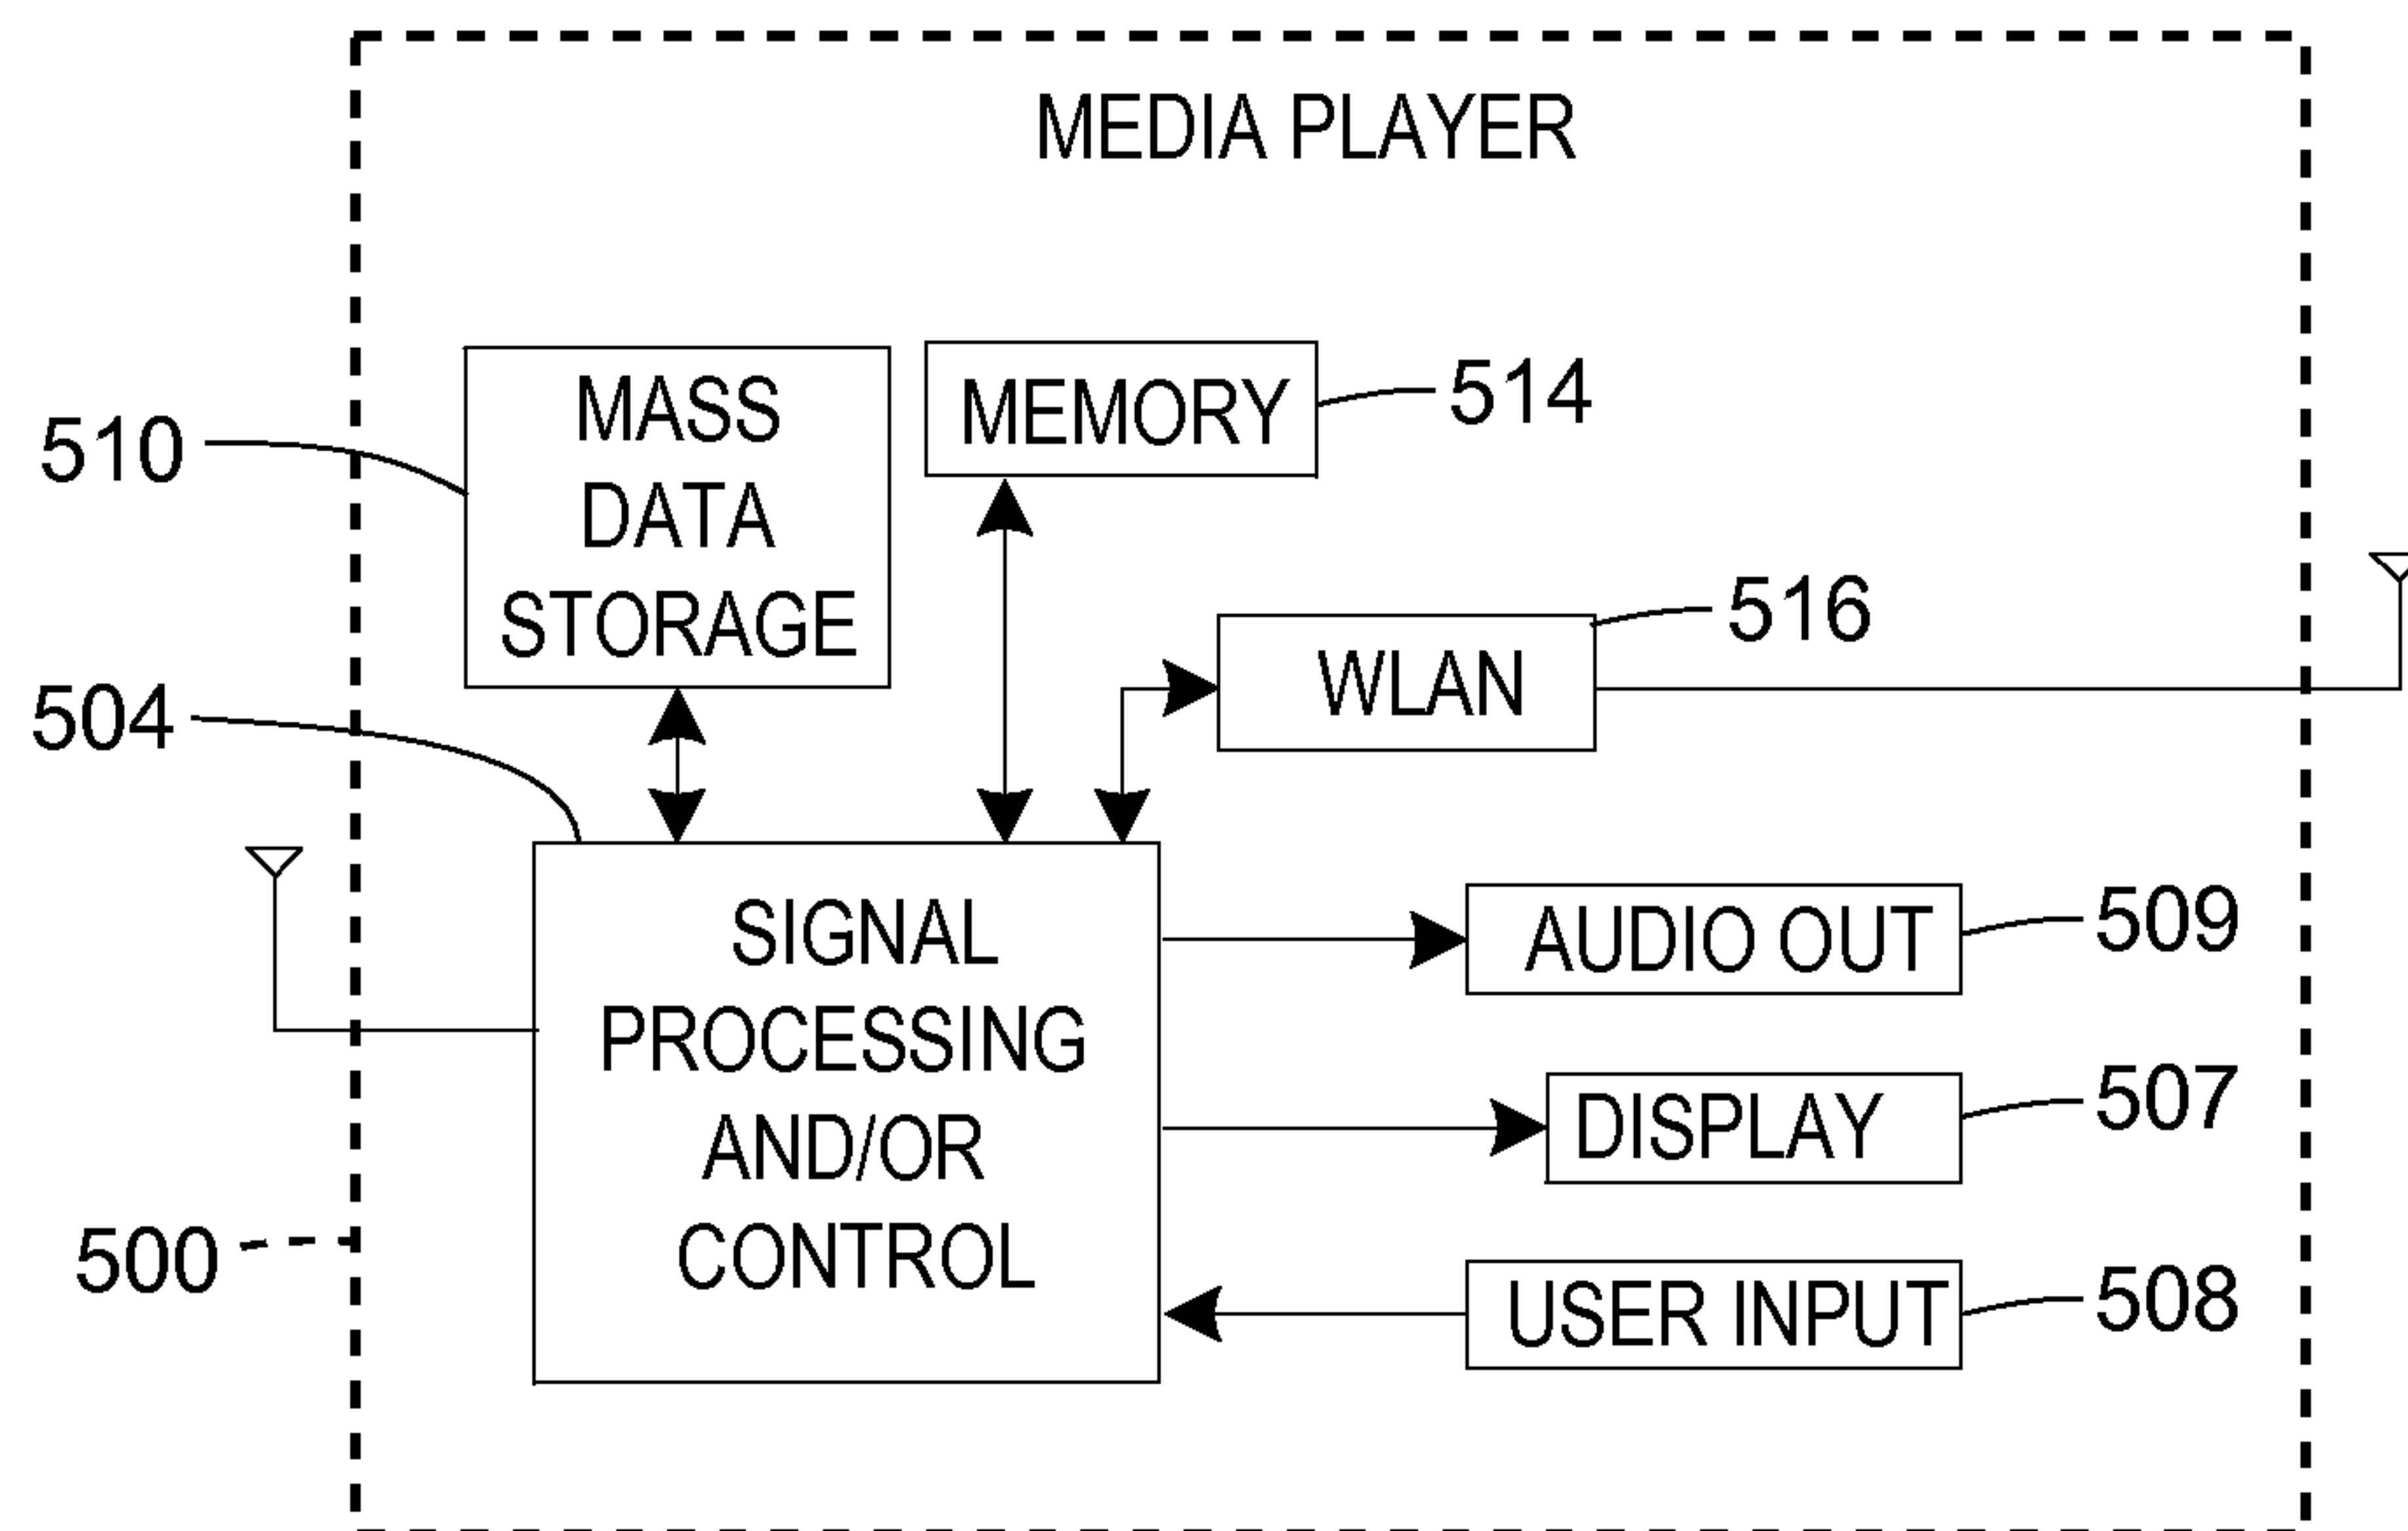 MEDIA PLAYER
510
MASS
DATA
STORAGE
MEMORY
514
516
WLAN
504
SIGNAL
PROCESSING
AND/OR
CONTROL
AUDIO OUT
509
DISPLAY
507
500
USER INPUT
508